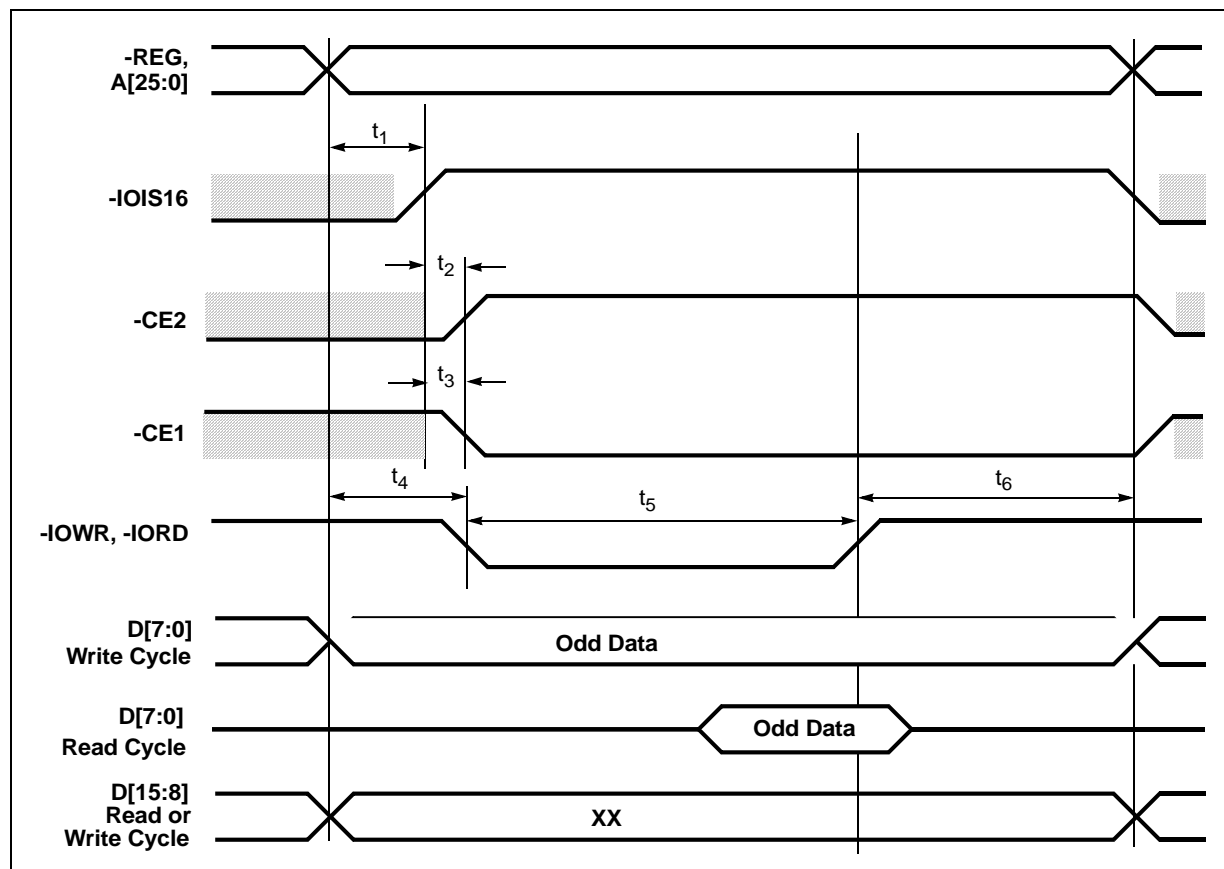 -REG,
A[25:0]
t1
-IOIS16
t2
-CE2
t3
-CE1
t4
t5
t6
-IOWR, -IORD
D[7:0]
Write Cycle
Odd Data
D[7:0]
Read Cycle
Odd Data
D[15:8]
Read or
Write Cycle
XX